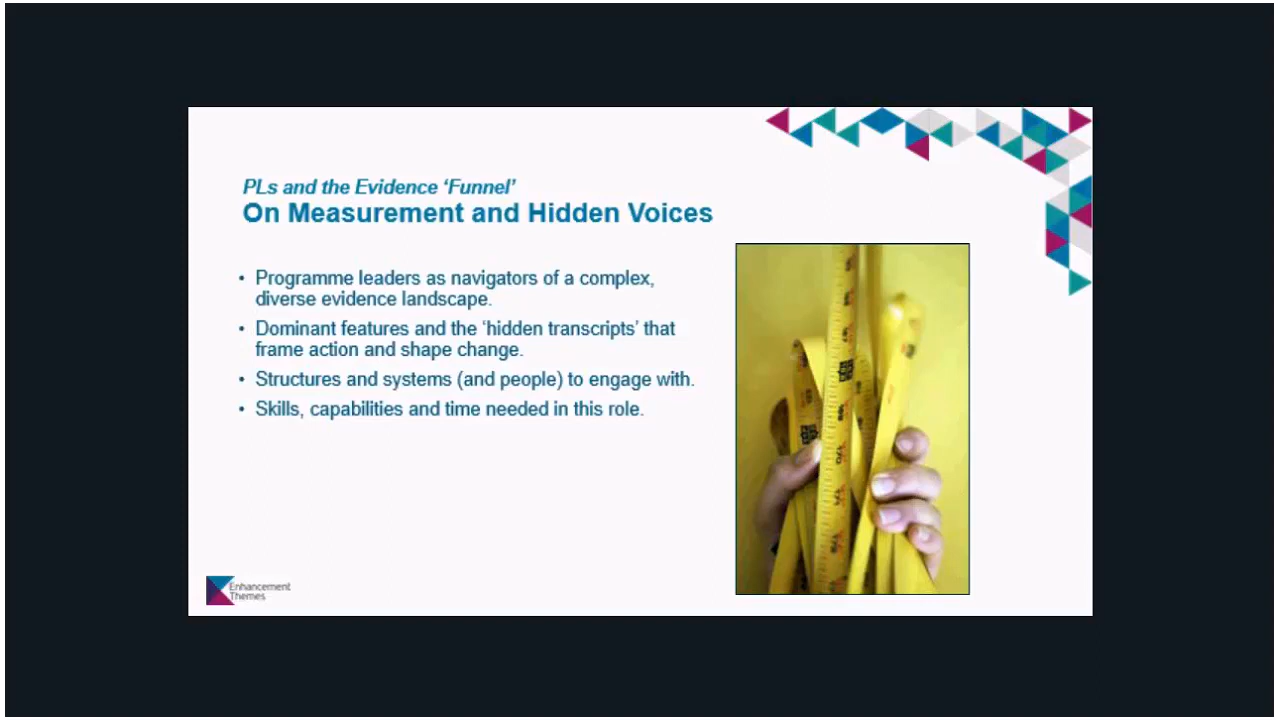 PLs and the Evidence ‘Funnel’
On Measurement and Hidden Voices
• Programme leaders as navigators of a complex,
diverse evidence landscape.
• Dominant features and the ‘hidden transcripts’ that
frame action and shape change.
• Structures and systems (and people) to engage with.
• Skills, capabilities and time needed in this role.
Enhancement
Themes